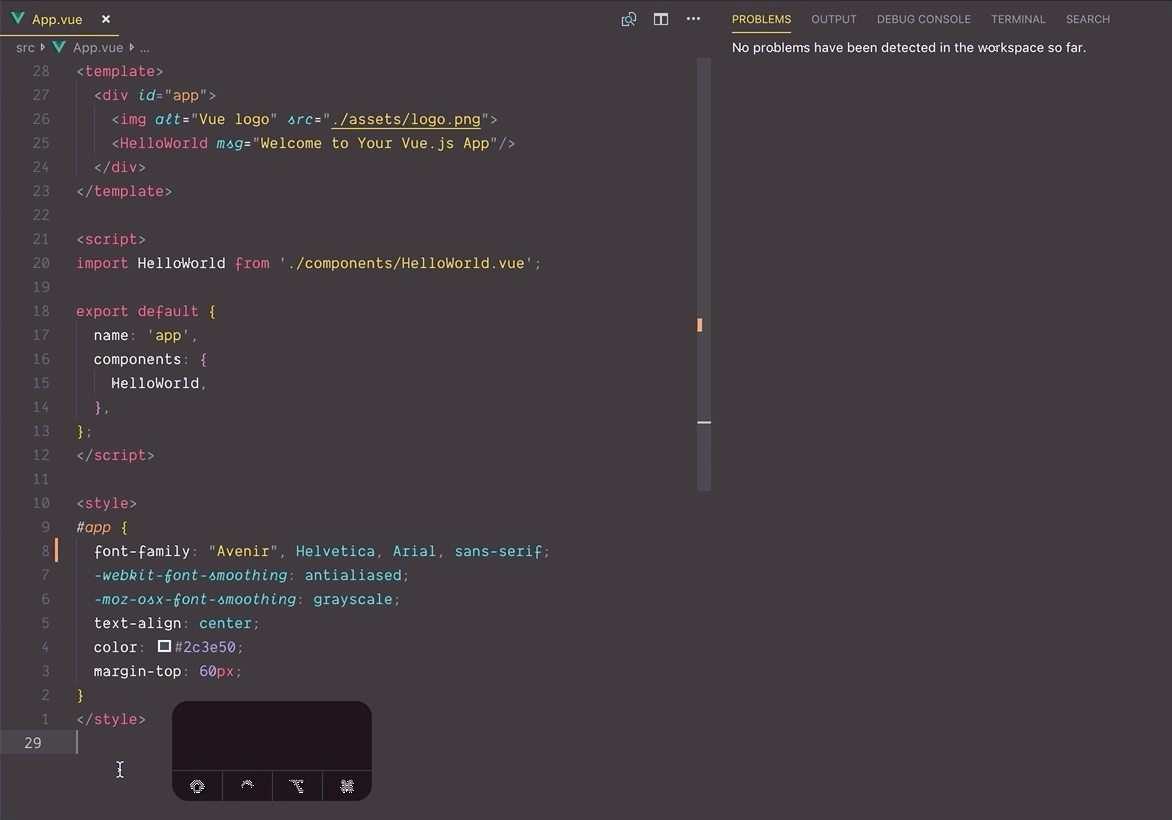 App.vue ×
src App.vue ...
PROBLEMS OUTPUT DEBUG CONSOLE TERMINAL SEARCH
No problems have been detected in the workspace so far.
28 <template>
27 <div id="app">
26 <img alt="Vue logo" src="./assets/logo.png">
25 <HelloWorld msg="Welcome to Your Vue.js App"/>
24 </div>
23 </template>
22
21 <script>
20 import HelloWorld from './components/HelloWorld.vue';
19
18 export default {
17 name: 'app',
16 components: {
15 HelloWorld,
14 },
13 };
12 </script>
11
10 <style>
9 #app {
8 font-family: "Avenir", Helvetica, Arial, sans-serif;
7 -webkit-font-smoothing: antialiased;
6 -moz-osx-font-smoothing: grayscale;
5 text-align: center;
4 color: #2c3e50;
3 margin-top: 60px;
2 }
1 </style>
29